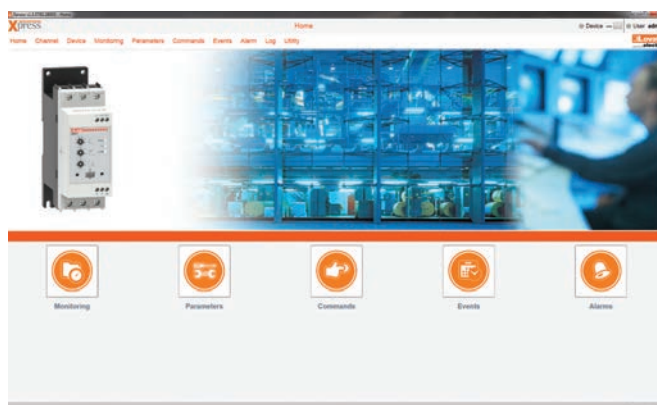 Xpress
Home
Device
User
Home Channel Device Monitoring Parameters Commands Events Alarm Log Utility
Monitoring
Parameters
Commands
Events
Alarms